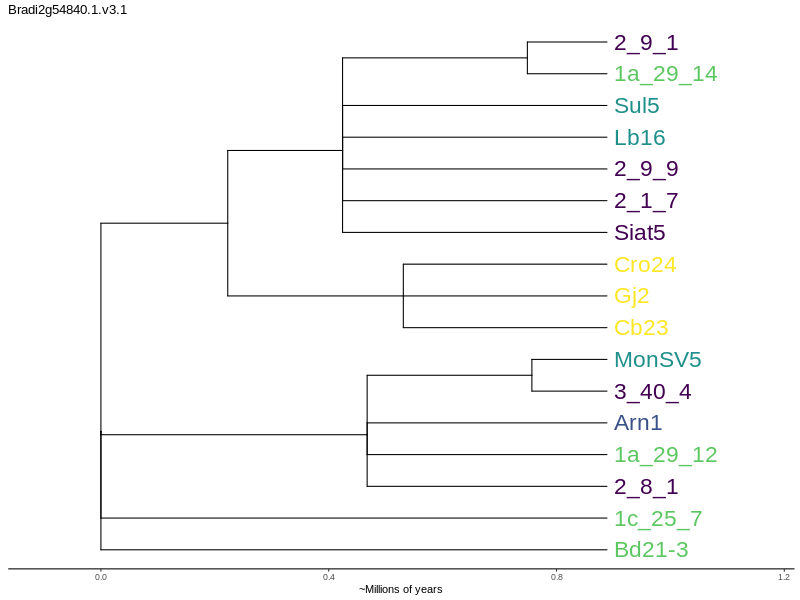 Bradi2g54840.1.v3.1
2_9_1
1a_29_14
Sul5
Lb16
2_9_9
2_1_7
Siat5
Cro24
Gj2
Cb23
MonSV5
3_40_4
Arn1
1a_29_12
2_8_1
1c_25_7
Bd21-3
0.0 0.4 0.8 1.2
~Millions of years